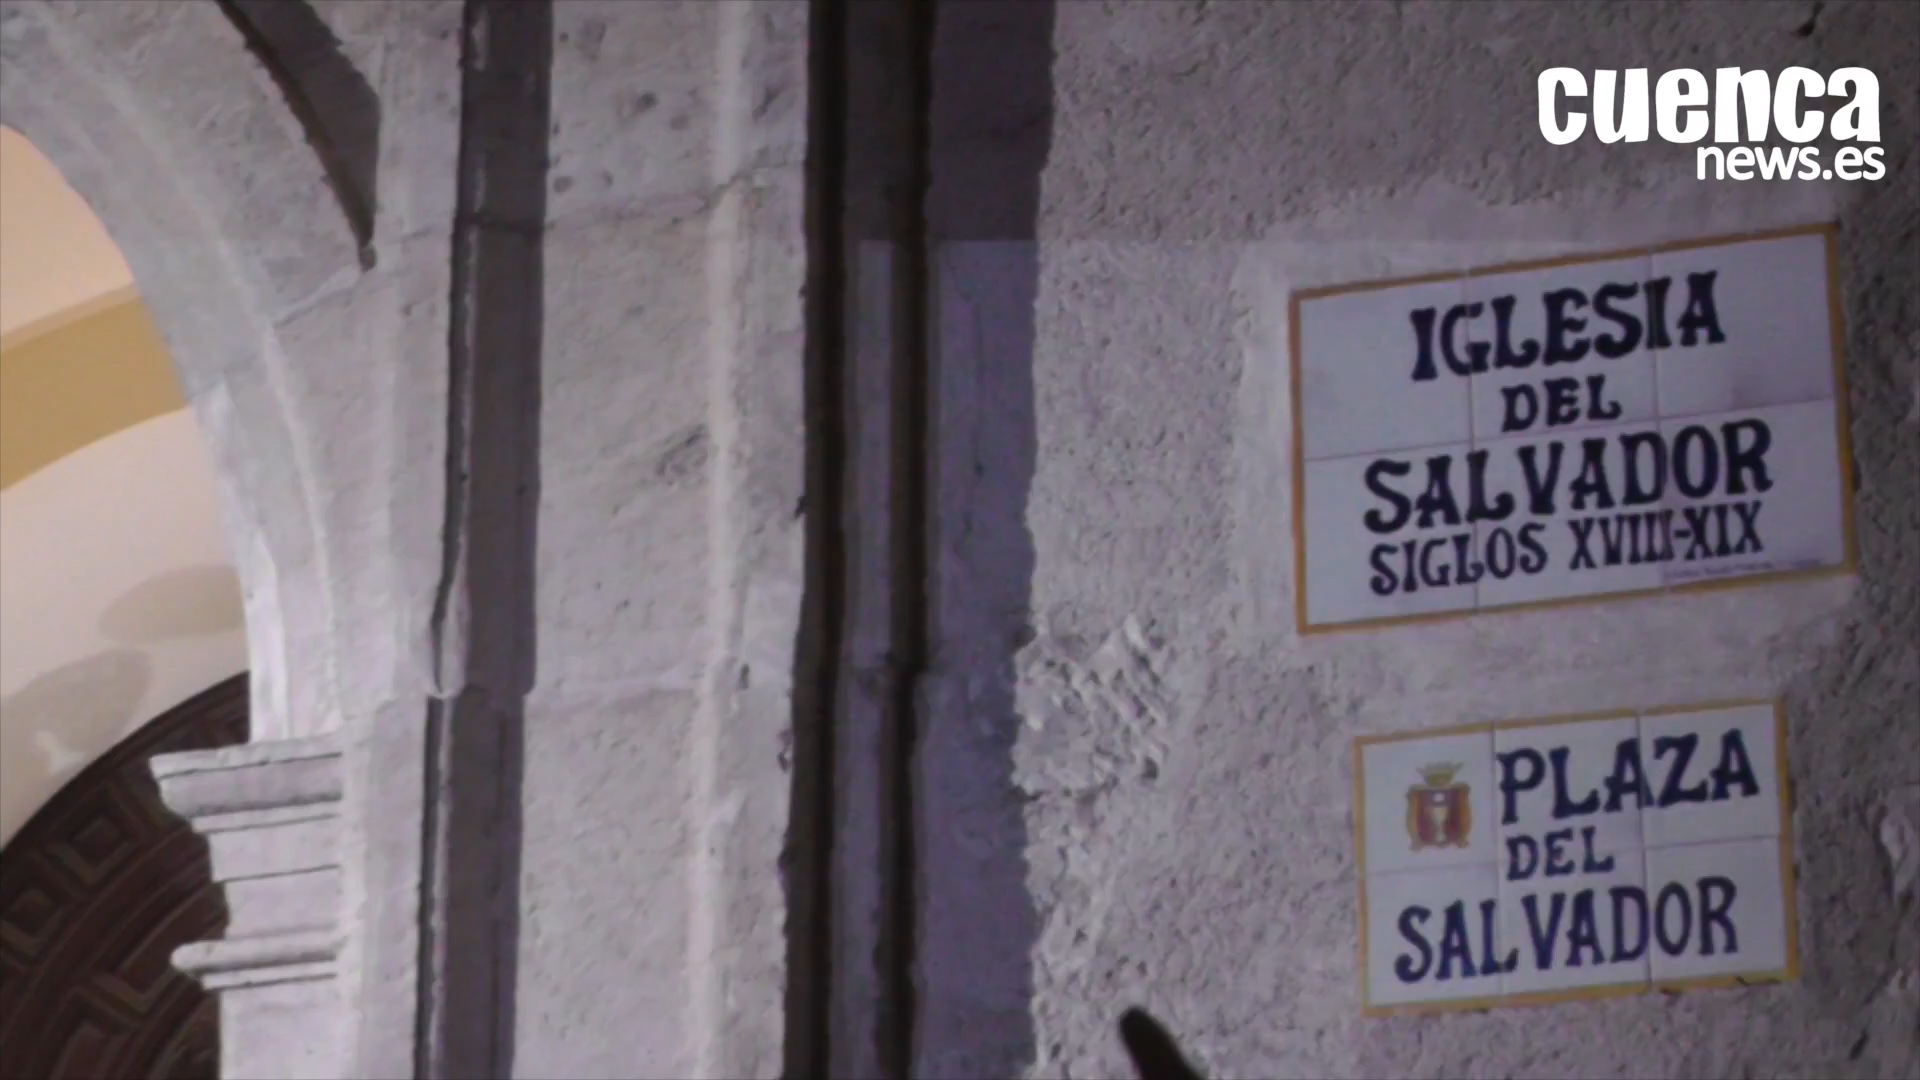 cuenca
news.es
IGLESIA
DEL
SALVADOR
SIGLOS XVIII-XIX
PLAZA
DEL
SALVADOR